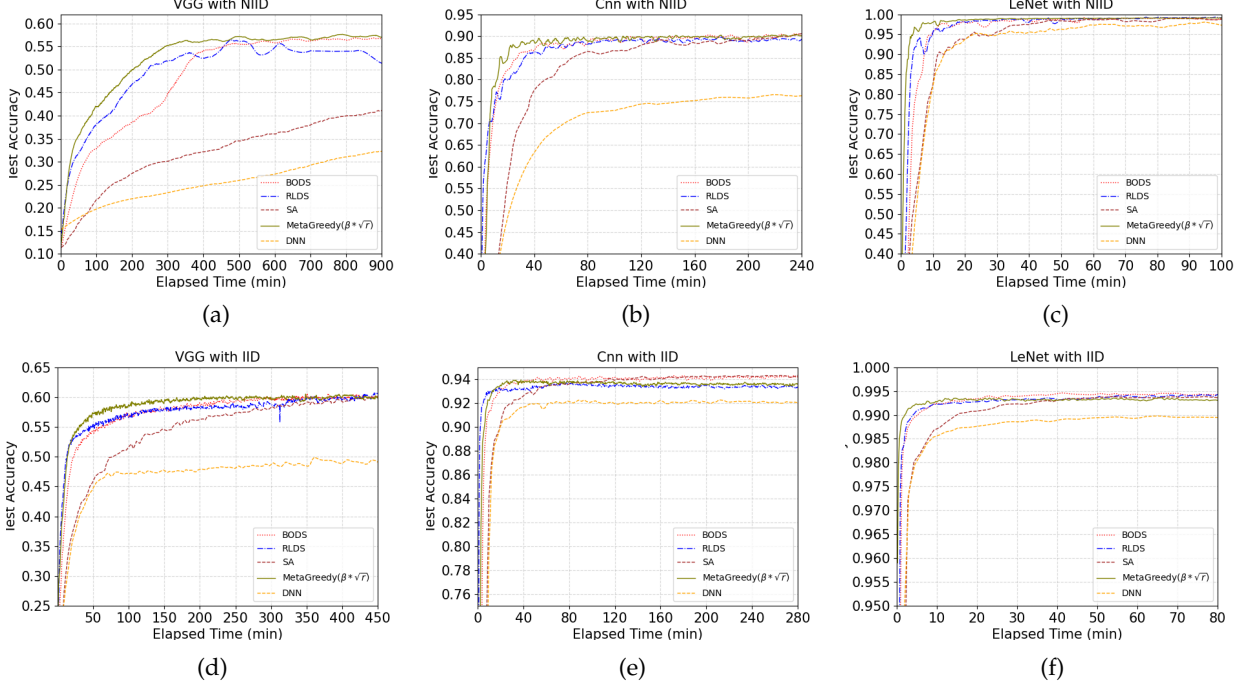 VGG with NIID
0.60
0.55
0.50
0.45
0.40
0.35
0.30
0.25
0.20
0.15
0.10
Test Accuracy
BODS
RLDS
SA
MetaGreedy(β*√r)
DNN
0 100 200 300 400 500 600 700 800 900
Elapsed Time (min)
(a)
Cnn with NIID
0.95
0.90
0.85
0.80
0.75
0.70
0.65
0.60
0.55
0.50
0.45
0.40
Test Accuracy
BODS
RLDS
SA
MetaGreedy(β*√r)
DNN
0 40 80 120 160 200 240
Elapsed Time (min)
(b)
LeNet with NIID
1.00
0.95
0.90
0.85
0.80
0.75
0.70
0.65
0.60
0.55
0.50
0.45
0.40
Test Accuracy
BODS
RLDS
SA
MetaGreedy(β*√r)
DNN
0 10 20 30 40 50 60 70 80 90 100
Elapsed Time (min)
(c)
VGG with IID
0.65
0.60
0.55
0.50
0.45
0.40
0.35
0.30
0.25
Test Accuracy
BODS
RLDS
SA
MetaGreedy(β*√r)
DNN
50 100 150 200 250 300 350 400 450
Elapsed Time (min)
(d)
Cnn with IID
0.94
0.92
0.90
0.88
0.86
0.84
0.82
0.80
0.78
0.76
Test Accuracy
BODS
RLDS
SA
MetaGreedy(β*√r)
DNN
0 40 80 120 160 200 240 280
Elapsed Time (min)
(e)
LeNet with IID
1.000
0.995
0.990
0.985
0.980
0.975
0.970
0.965
0.960
0.955
0.950
BODS
RLDS
SA
MetaGreedy(β*√r)
DNN
0 10 20 30 40 50 60 70 80
Elapsed Time (min)
(f)